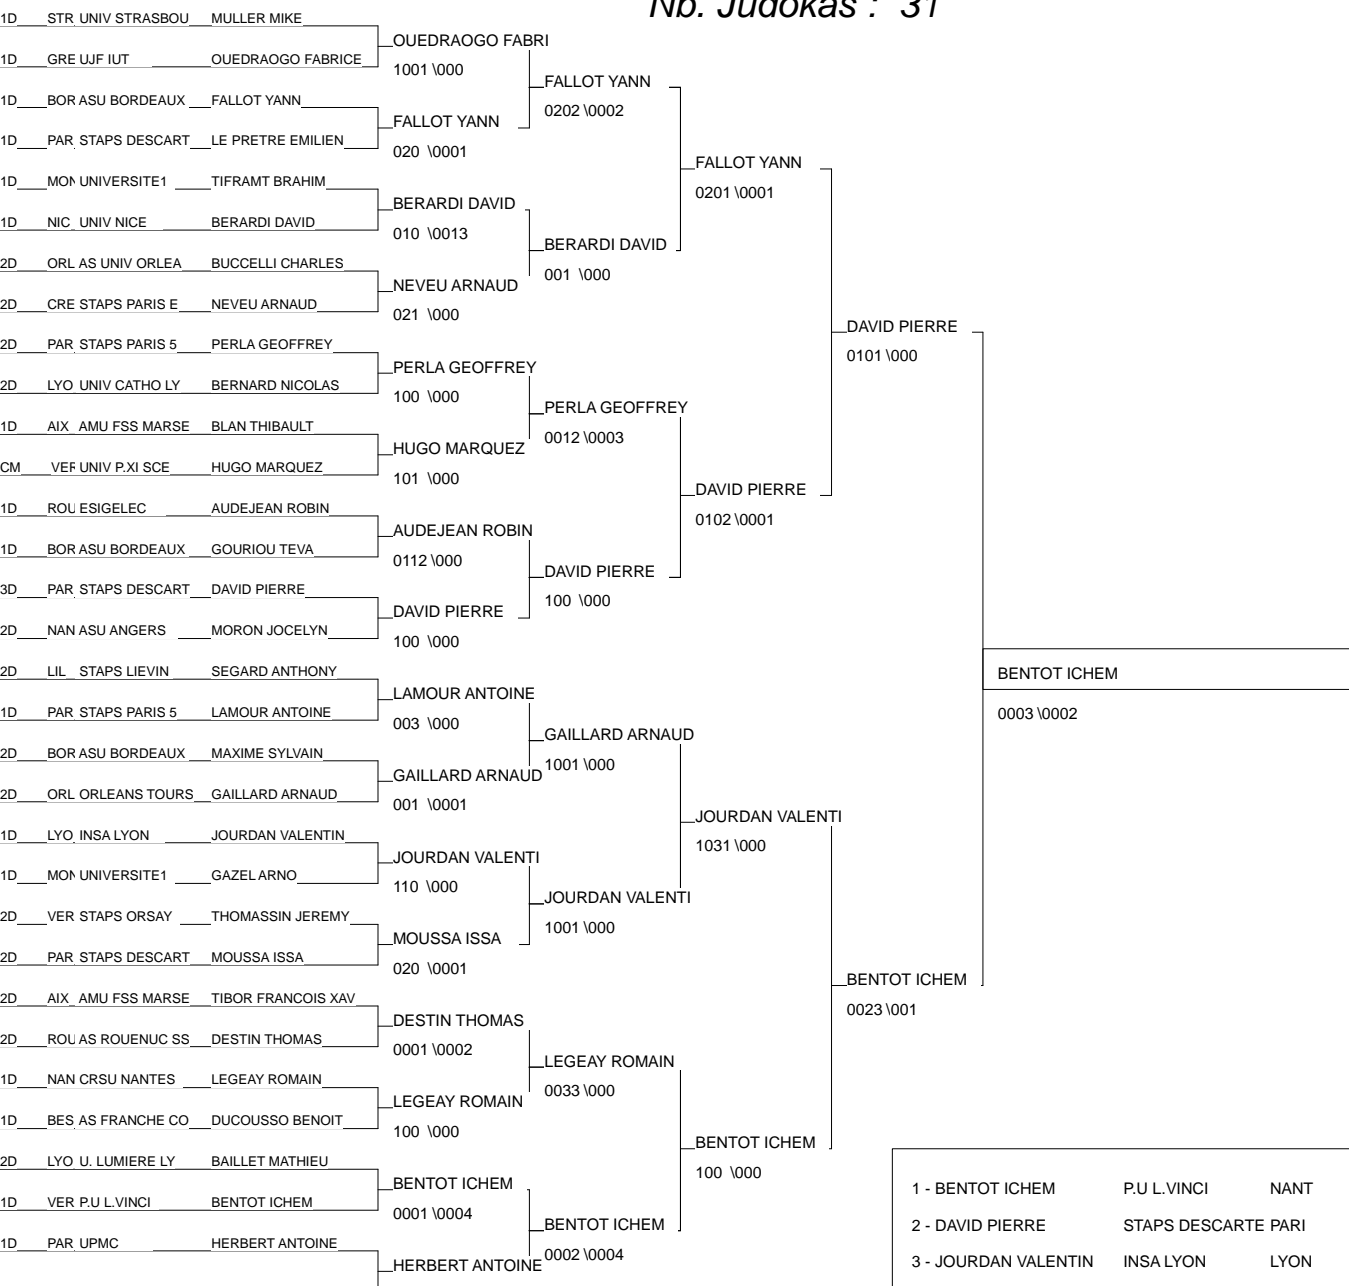 Nb. Judokas : 31
1D STR UNIV STRASBOU MULLER MIKE
OUEDRAOGO FABRI
1D GRE UJF IUT OUEDRAOGO FABRICE
1001 \000
FALLOT YANN
1D BOR ASU BORDEAUX FALLOT YANN
0202 \0002
FALLOT YANN
1D PAR STAPS DESCART LE PRETRE EMILIEN
020 \0001
FALLOT YANN
1D MON UNIVERSITE1 TIFRAMT BRAHIM
0201 \0001
BERARDI DAVID
1D NIC UNIV NICE BERARDI DAVID
010 \0013
BERARDI DAVID
2D ORL AS UNIV ORLEA BUCCELLI CHARLES
001 \000
NEVEU ARNAUD
2D CRE STAPS PARIS E NEVEU ARNAUD
021 \000
DAVID PIERRE
2D PAR STAPS PARIS 5 PERLA GEOFFREY
0101 \000
PERLA GEOFFREY
2D LYO UNIV CATHO LY BERNARD NICOLAS
100 \000
PERLA GEOFFREY
1D AIX AMU FSS MARSE BLAN THIBAULT
0012 \0003
HUGO MARQUEZ
CM VER UNIV P.XI SCE HUGO MARQUEZ
101 \000
DAVID PIERRE
1D ROU ESIGELEC AUDEJEAN ROBIN
0102 \0001
AUDEJEAN ROBIN
1D BOR ASU BORDEAUX GOURIOU TEVA
0112 \000
DAVID PIERRE
3D PAR STAPS DESCART DAVID PIERRE
100 \000
DAVID PIERRE
2D NAN ASU ANGERS MORON JOCELYN
100 \000
2D LIL STAPS LIEVIN SEGARD ANTHONY
BENTOT ICHEM
LAMOUR ANTOINE
1D PAR STAPS PARIS 5 LAMOUR ANTOINE
0003 \0002
003 \000
GAILLARD ARNAUD
2D BOR ASU BORDEAUX MAXIME SYLVAIN
1001 \000
GAILLARD ARNAUD
2D ORL ORLEANS TOURS GAILLARD ARNAUD
001 \0001
JOURDAN VALENTI
1D LYO INSA LYON JOURDAN VALENTIN
1031 \000
JOURDAN VALENTI
1D MON UNIVERSITE1 GAZEL ARNO
110 \000
JOURDAN VALENTI
2D VER STAPS ORSAY THOMASSIN JEREMY
1001 \000
MOUSSA ISSA
2D PAR STAPS DESCART MOUSSA ISSA
020 \0001
BENTOT ICHEM
2D AIX AMU FSS MARSE TIBOR FRANCOIS XAV
0023 \001
DESTIN THOMAS
2D ROU AS ROUENUC SS DESTIN THOMAS
0001 \0002
LEGEAY ROMAIN
1D NAN CRSU NANTES LEGEAY ROMAIN
0033 \000
LEGEAY ROMAIN
1D BES AS FRANCHE CO DUCOUSSO BENOIT
100 \000
BENTOT ICHEM
2D LYO U. LUMIERE LY BAILLET MATHIEU
100 \000
BENTOT ICHEM
1D VER P.U L.VINCI BENTOT ICHEM
0001 \0004
BENTOT ICHEM
1D PAR UPMC HERBERT ANTOINE
0002 \0004
HERBERT ANTOINE
1 - BENTOT ICHEM P.U L.VINCI NANT
2 - DAVID PIERRE STAPS DESCARTE PARI
3 - JOURDAN VALENTIN INSA LYON LYON